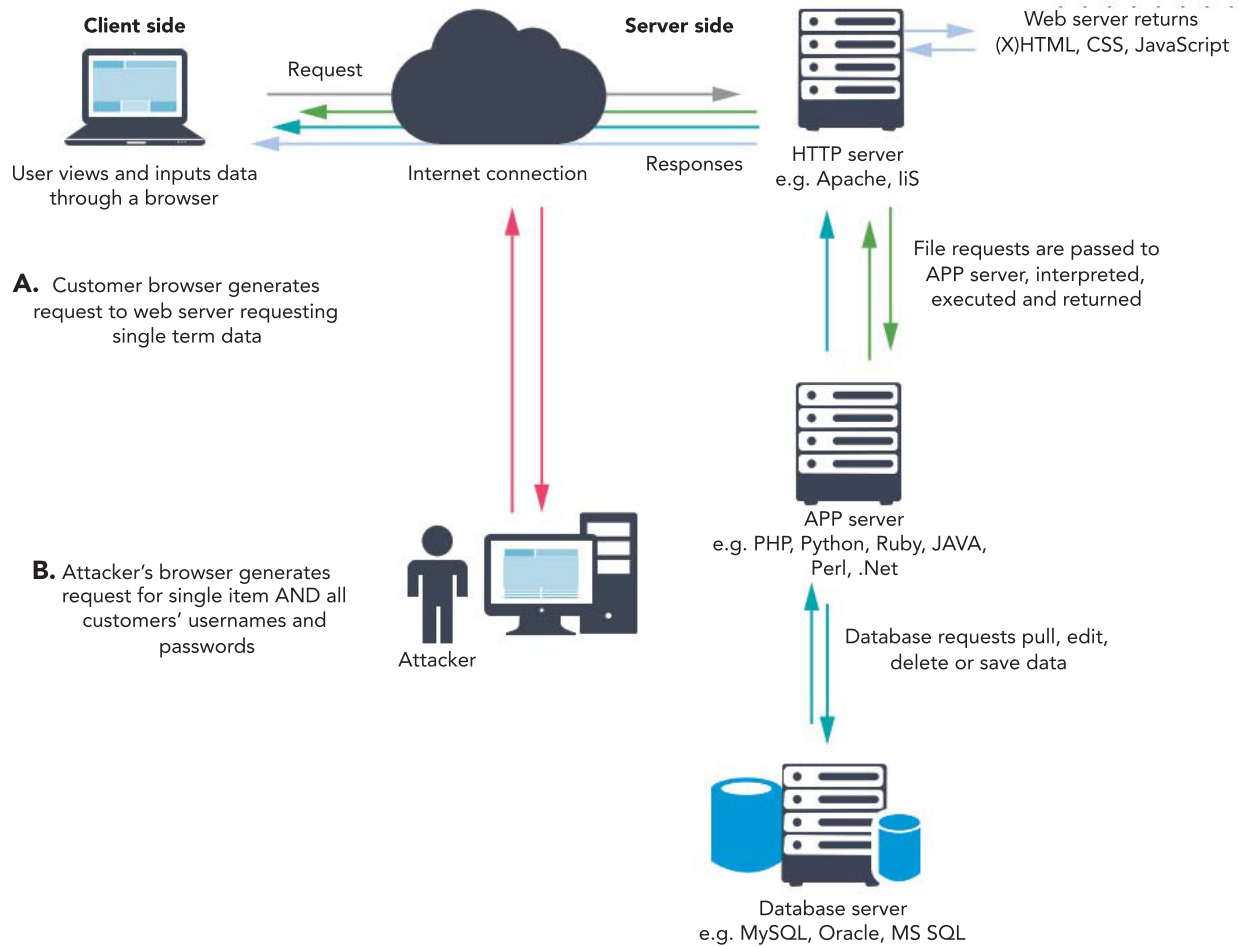 Client side
Server side
Web server returns
(X)HTML, CSS, JavaScript
Request
Responses
User views and inputs data
through a browser
Internet connection
HTTP server
e.g. Apache, IiS
File requests are passed to
APP server, interpreted,
executed and returned
A. Customer browser generates
request to web server requesting
single term data
APP server
e.g. PHP, Python, Ruby, JAVA,
Perl, .Net
B. Attacker’s browser generates
request for single item AND all
customers’ usernames and
passwords
Attacker
Database requests pull, edit,
delete or save data
Database server
e.g. MySQL, Oracle, MS SQL